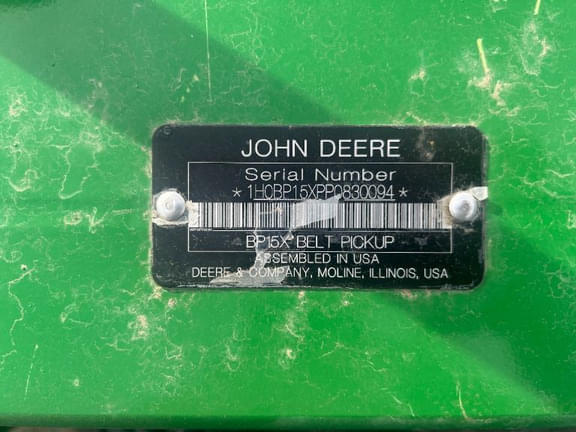 JOHN DEERE
Serial Number
*1H0BP15XPP0830094*
BP15X BELT PICKUP
ASSEMBLED IN USA
DEERE & COMPANY, MOLINE, ILLINOIS, USA